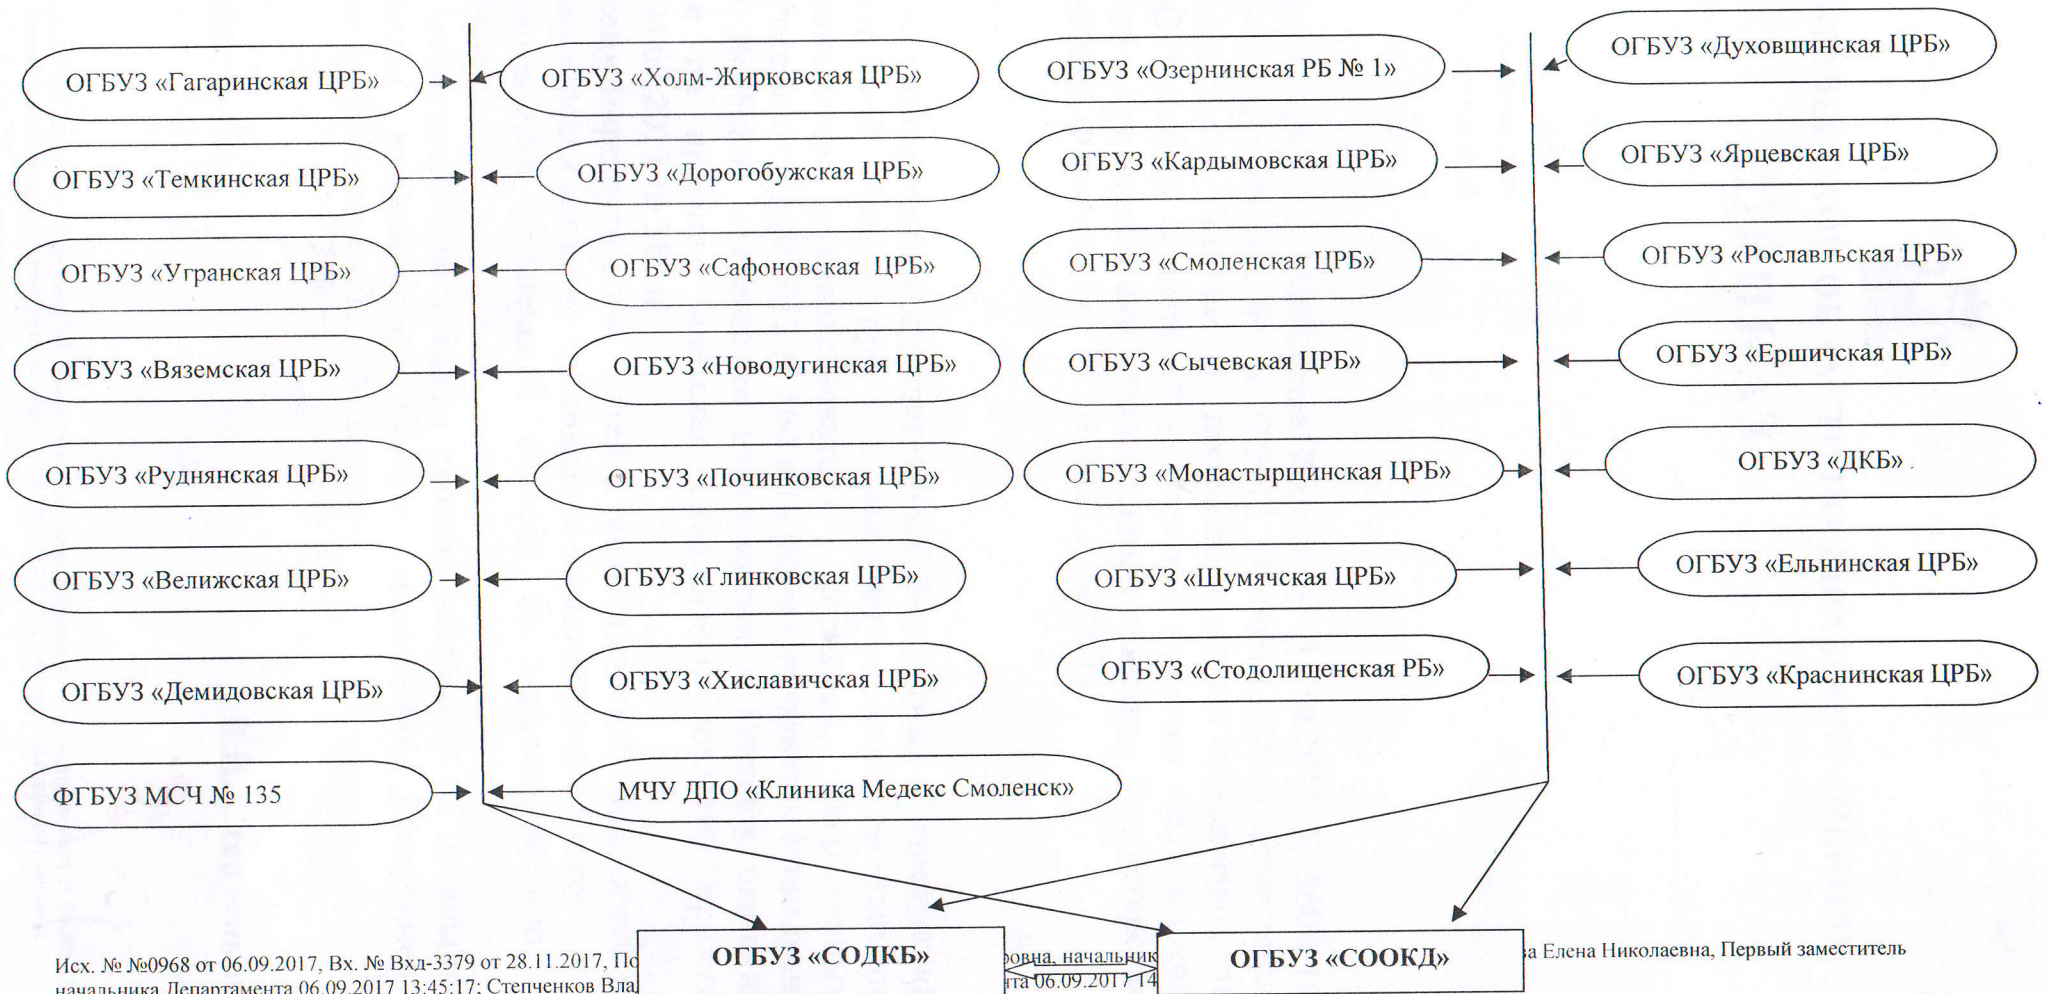 ОГБУЗ «Гагаринская ЦРБ»
ОГБУЗ «Холм-Жирковская ЦРБ»
ОГБУЗ «Озернинская РБ № 1»
ОГБУЗ «Духовщинская ЦРБ»
ОГБУЗ «Темкинская ЦРБ»
ОГБУЗ «Дорогобужская ЦРБ»
ОГБУЗ «Кардымовская ЦРБ»
ОГБУЗ «Ярцевская ЦРБ»
ОГБУЗ «Угранская ЦРБ»
ОГБУЗ «Сафоновская ЦРБ»
ОГБУЗ «Смоленская ЦРБ»
ОГБУЗ «Рославльская ЦРБ»
ОГБУЗ «Вяземская ЦРБ»
ОГБУЗ «Новодугинская ЦРБ»
ОГБУЗ «Сычевская ЦРБ»
ОГБУЗ «Ершичская ЦРБ»
ОГБУЗ «Руднянская ЦРБ»
ОГБУЗ «Починковская ЦРБ»
ОГБУЗ «Монастырщинская ЦРБ»
ОГБУЗ «ДКБ» .
ОГБУЗ «Велижская ЦРБ»
ОГБУЗ «Глинковская ЦРБ»
ОГБУЗ «Шумячская ЦРБ»
ОГБУЗ «Ельнинская ЦРБ»
ОГБУЗ «Демидовская ЦРБ»
ОГБУЗ «Хиславичская ЦРБ»
ОГБУЗ «Стодолищенская РБ»
ОГБУЗ «Краснинская ЦРБ»
ФГБУЗ МСЧ № 135
МЧУ ДПО «Клиника Медекс Смоленск»
ОГБУЗ «СОДКБ»
ОГБУЗ «СООКД»
Исх. № №0968 от 06.09.2017, Вх. № Вхд-3379 от 28.11.2017, По ровна, начальник ва Елена Николаевна, Первый заместитель
начальника Департамента 06.09.2017 13:45:17; Степченков Вла нта 06.09.2017 14